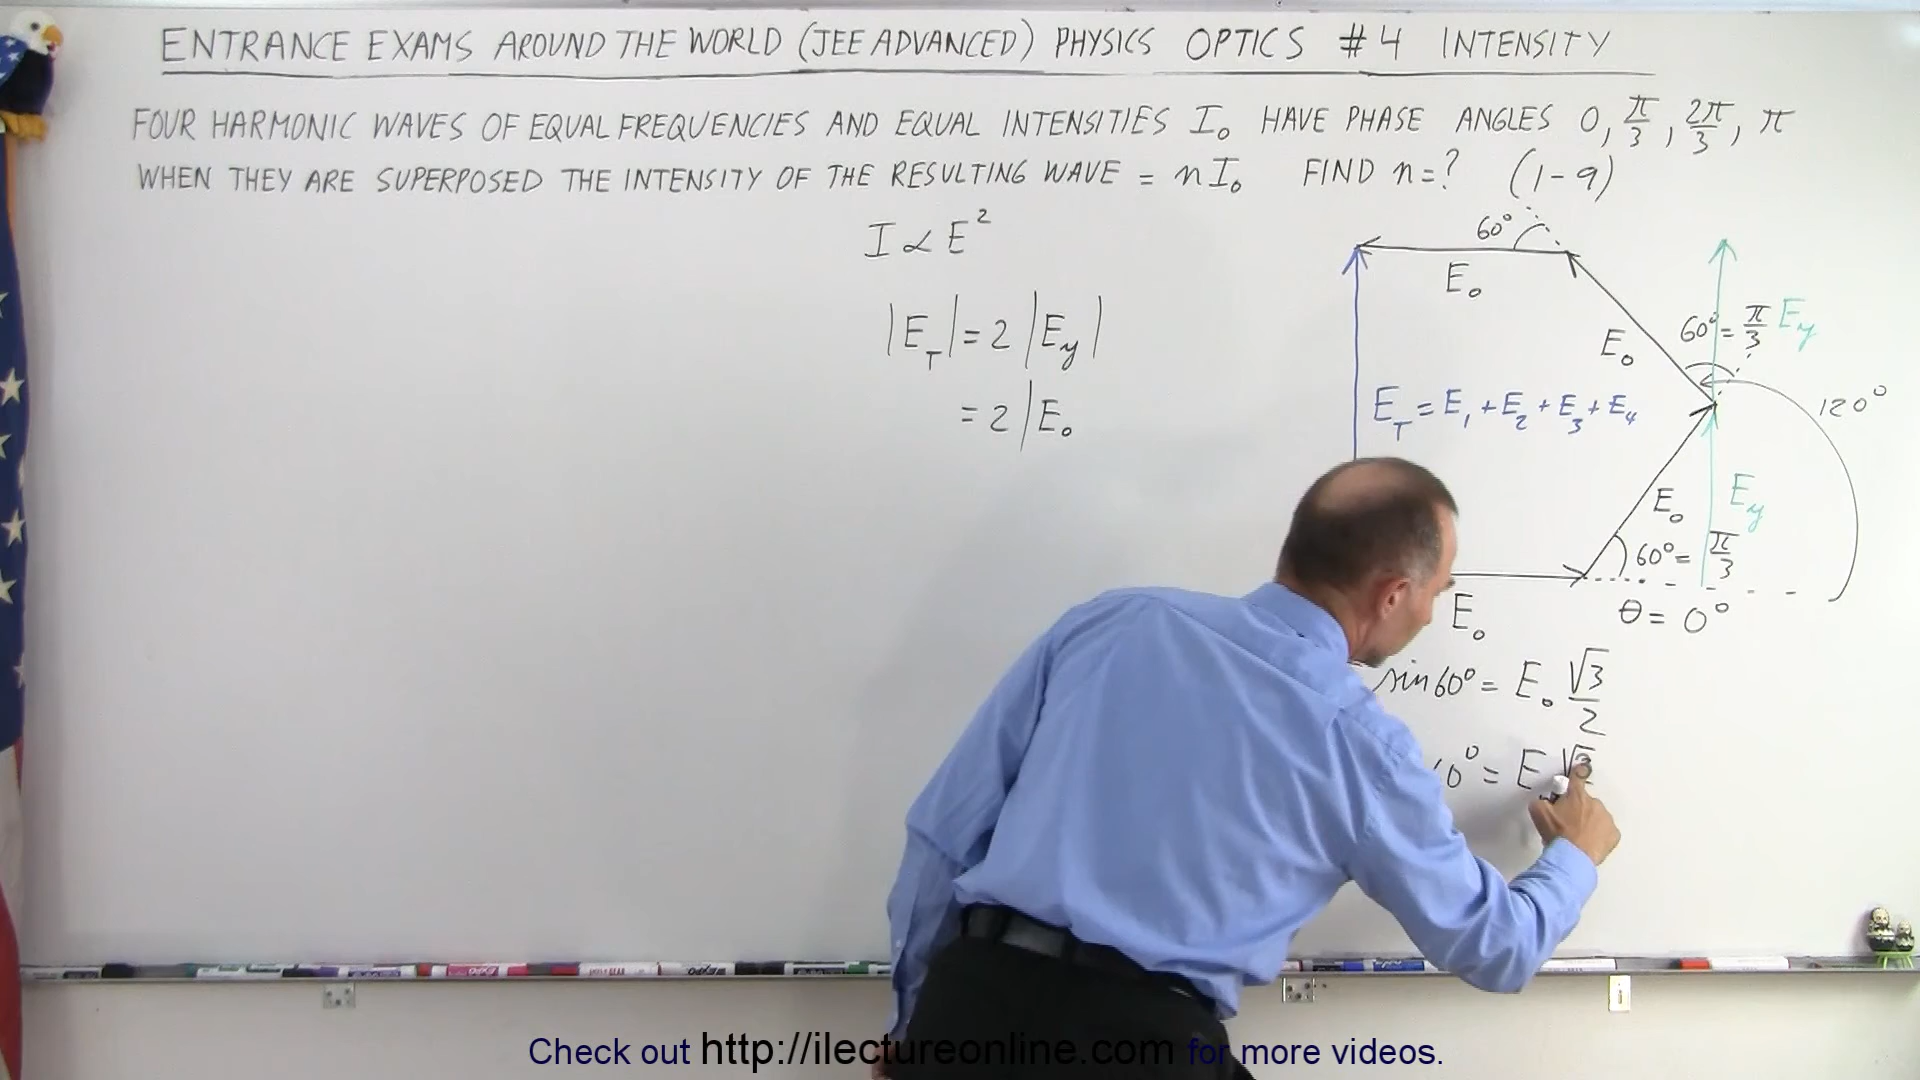 ENTRANCE EXAMS AROUND THE WORLD (JEE ADVANCED) PHYSICS OPTICS #4 INTENSITY
FOUR HARMONIC WAVES OF EQUAL FREQUENCIES AND EQUAL INTENSITIES I₀ HAVE PHASE ANGLES 0, π/3, 2π/3, π
WHEN THEY ARE SUPERPOSED THE INTENSITY OF THE RESULTING WAVE = nI₀ FIND n=? (1-9)
I ∝ E²
|E_T| = 2 |E_y|
= 2 |E₀
60°
E₀
E₀
60° = π/3
E_y
120°
E_T = E₁ + E₂ + E₃ + E₄
E₀
E_y
60° = π/3
E₀
θ = 0°
sin60° = E₀ √3/2
0° = E √3
Check out http://ilectureonline.com for more videos.